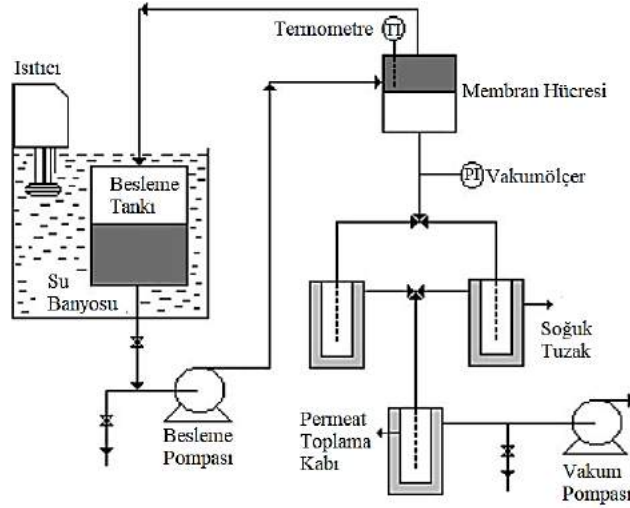 Termometre
TI
Isıtıcı
Membran Hücresi
Besleme
Tankı
PI
Vakumölçer
Su
Banyosu
Soğuk
Tuzak
Besleme
Pompası
Permeat
Toplama
Kabı
Vakum
Pompası